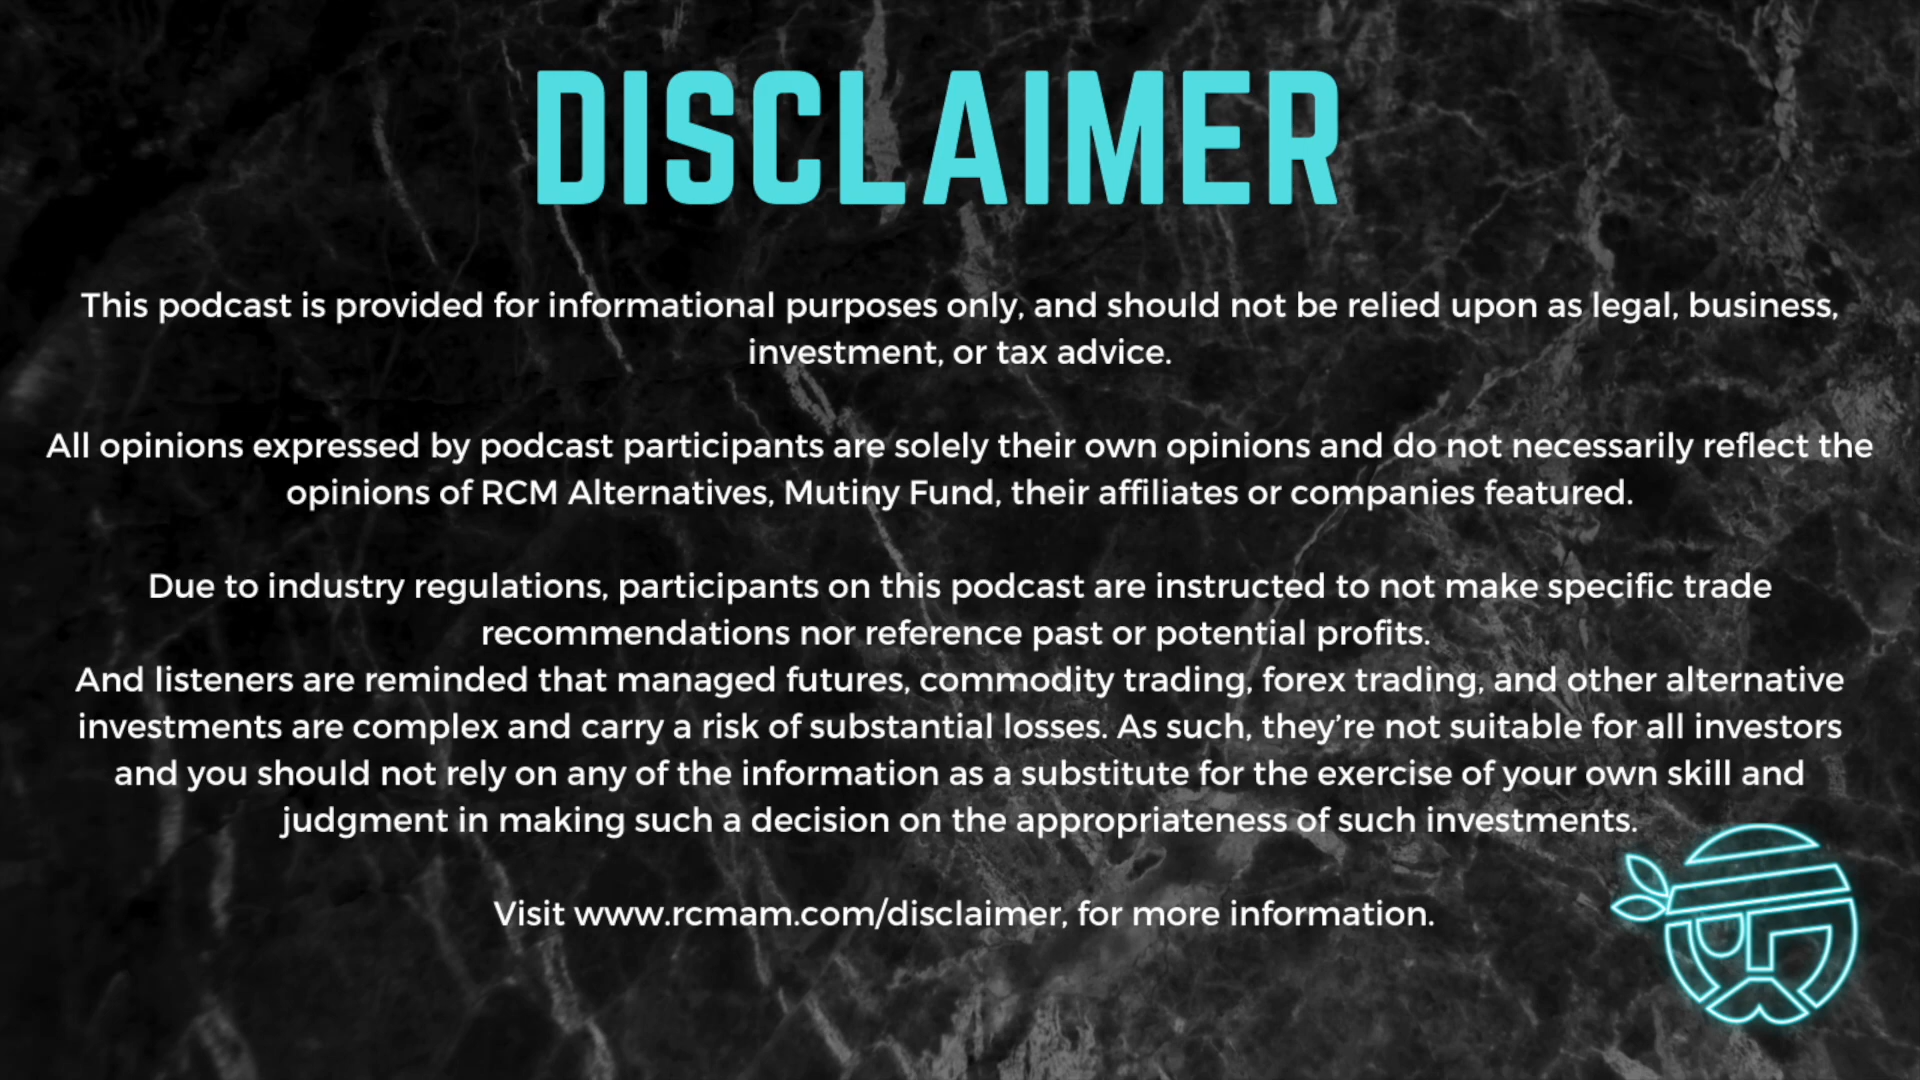 DISCLAIMER
This podcast is provided for informational purposes only, and should not be relied upon as legal, business,
investment, or tax advice.
All opinions expressed by podcast participants are solely their own opinions and do not necessarily reflect the
opinions of RCM Alternatives, Mutiny Fund, their affiliates or companies featured.
Due to industry regulations, participants on this podcast are instructed to not make specific trade
recommendations nor reference past or potential profits.
And listeners are reminded that managed futures, commodity trading, forex trading, and other alternative
investments are complex and carry a risk of substantial losses. As such, they’re not suitable for all investors
and you should not rely on any of the information as a substitute for the exercise of your own skill and
judgment in making such a decision on the appropriateness of such investments.
Visit www.rcmam.com/disclaimer, for more information.